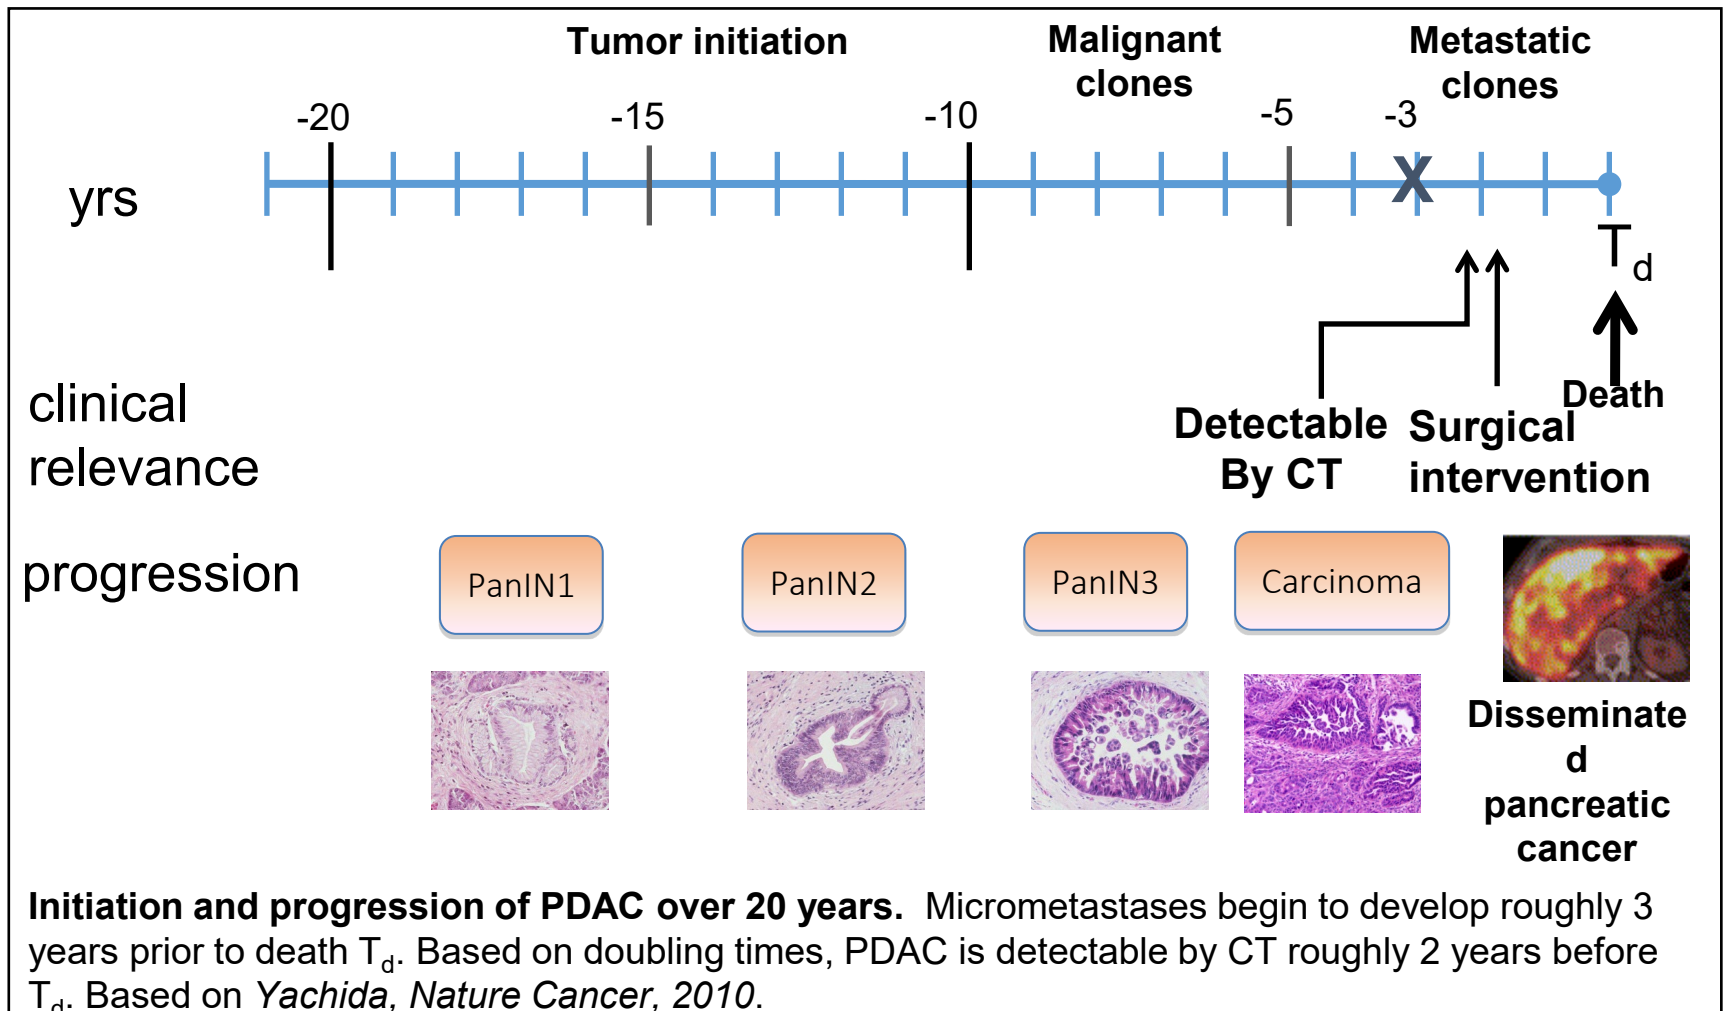 Tumor initiation
Malignant
clones
Metastatic
clones
-20
-15
-10
-5
-3
X
yrs
Td
Death
clinical
relevance
Detectable
By CT
Surgical
intervention
progression
PanIN1
PanIN2
PanIN3
Carcinoma
Disseminate
d
pancreatic
cancer
Initiation and progression of PDAC over 20 years. Micrometastases begin to develop roughly 3
years prior to death Td. Based on doubling times, PDAC is detectable by CT roughly 2 years before
Td. Based on Yachida, Nature Cancer, 2010.